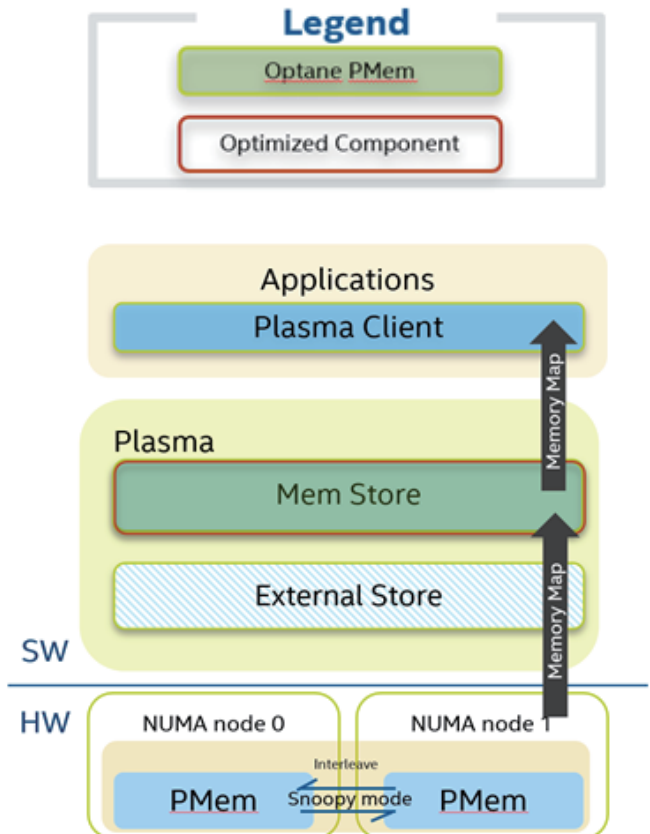 Legend
Optane PMem
Optimized Component
Applications
Plasma Client
Memory Map
Plasma
Mem Store
External Store
Memory Map
SW
HW
NUMA node 0
NUMA node 1
Interleave
PMem
Snoopy mode
PMem